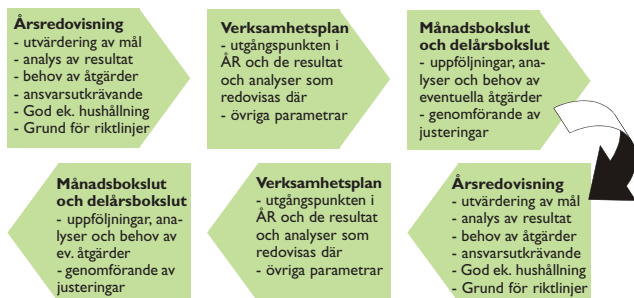 Årsredovisning
- utvärdering av mål
- analys av resultat
- behov av åtgärder
- ansvarsutkrävande
- God ek. hushållning
- Grund för riktlinjer
Verksamhetsplan
- utgångspunkten i
ÅR och de resultat
och analyser som
redovisas där
- övriga parametrar
Månadsbokslut
och delårsbokslut
- uppföljningar, ana-
lyser och behov av
eventuella åtgärder
- genomförande av
justeringar
Årsredovisning
- utvärdering av mål
- analys av resultat
- behov av åtgärder
- ansvarsutkrävande
- God ek. hushållning
- Grund för riktlinjer
Verksamhetsplan
- utgångspunkten i
ÅR och de resultat
och analyser som
redovisas där
- övriga parametrar
Månadsbokslut
och delårsbokslut
- uppföljningar, ana-
lyser och behov av
ev. åtgärder
- genomförande av
justeringar